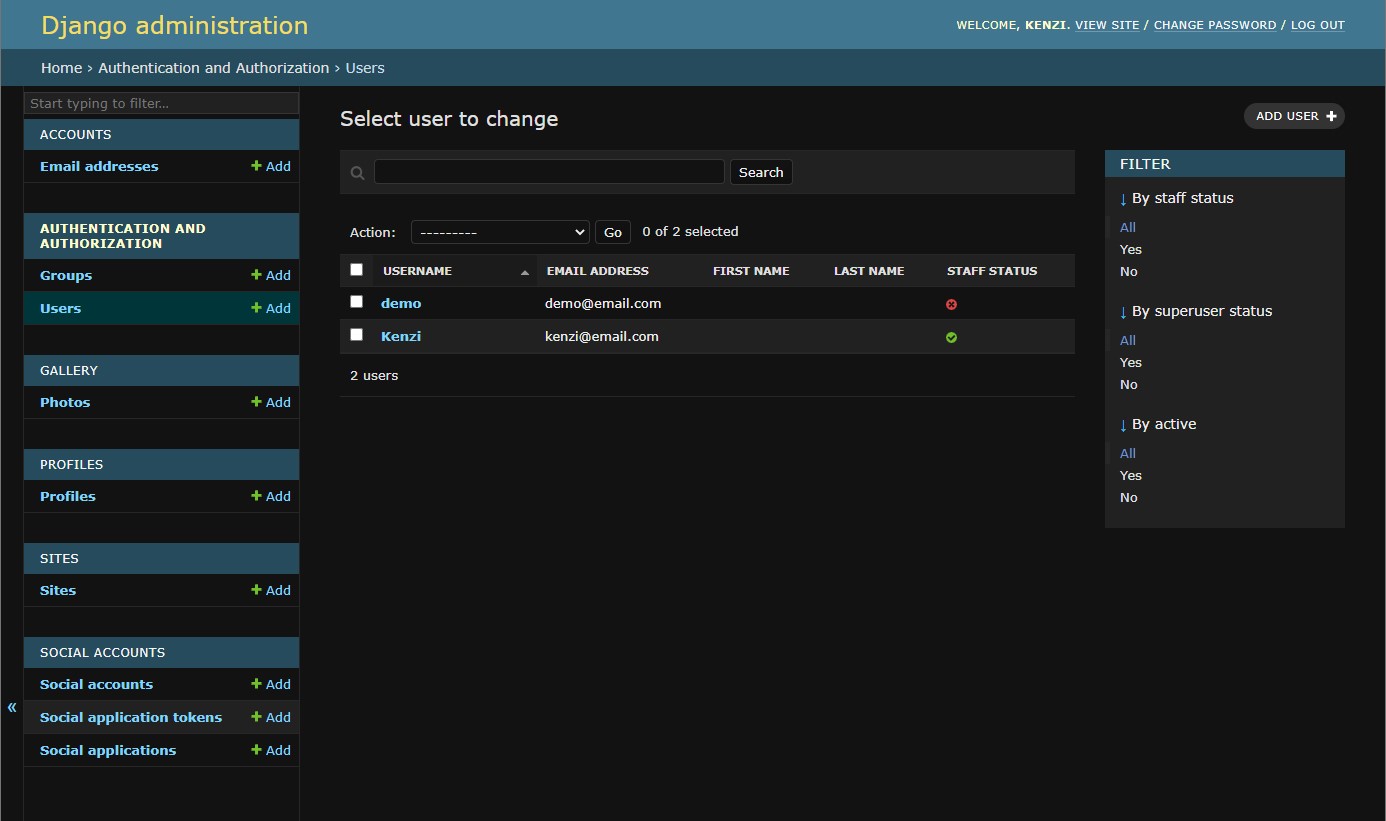 Django administration
WELCOME, KENZI. VIEW SITE / CHANGE PASSWORD / LOG OUT
Home › Authentication and Authorization › Users
Start typing to filter...
ACCOUNTS
Email addresses + Add
AUTHENTICATION AND
AUTHORIZATION
Groups + Add
Users + Add
GALLERY
Photos + Add
PROFILES
Profiles + Add
SITES
Sites + Add
SOCIAL ACCOUNTS
Social accounts + Add
Social application tokens + Add
Social applications + Add
«
Select user to change
ADD USER +
Search
Action: --------- Go 0 of 2 selected
USERNAME EMAIL ADDRESS FIRST NAME LAST NAME STAFF STATUS
demo demo@email.com
Kenzi kenzi@email.com
2 users
FILTER
↓ By staff status
All
Yes
No
↓ By superuser status
All
Yes
No
↓ By active
All
Yes
No